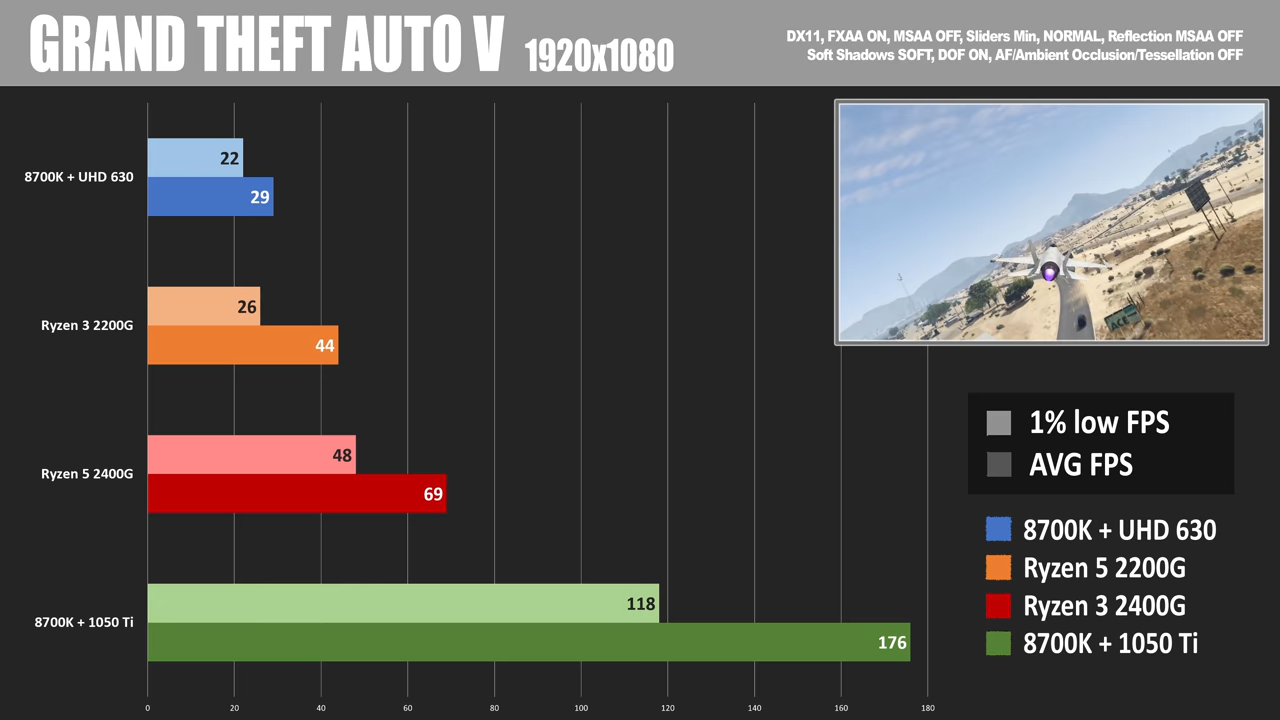 GRAND THEFT AUTO V 1920x1080
DX11, FXAA ON, MSAA OFF, Sliders Min, NORMAL, Reflection MSAA OFF
Soft Shadows SOFT, DOF ON, AF/Ambient Occlusion/Tessellation OFF
8700K + UHD 630
22
29
Ryzen 3 2200G
26
44
Ryzen 5 2400G
48
69
8700K + 1050 Ti
118
176
0 20 40 60 80 100 120 140 160 180
ACE
1% low FPS
AVG FPS
8700K + UHD 630
Ryzen 5 2200G
Ryzen 3 2400G
8700K + 1050 Ti